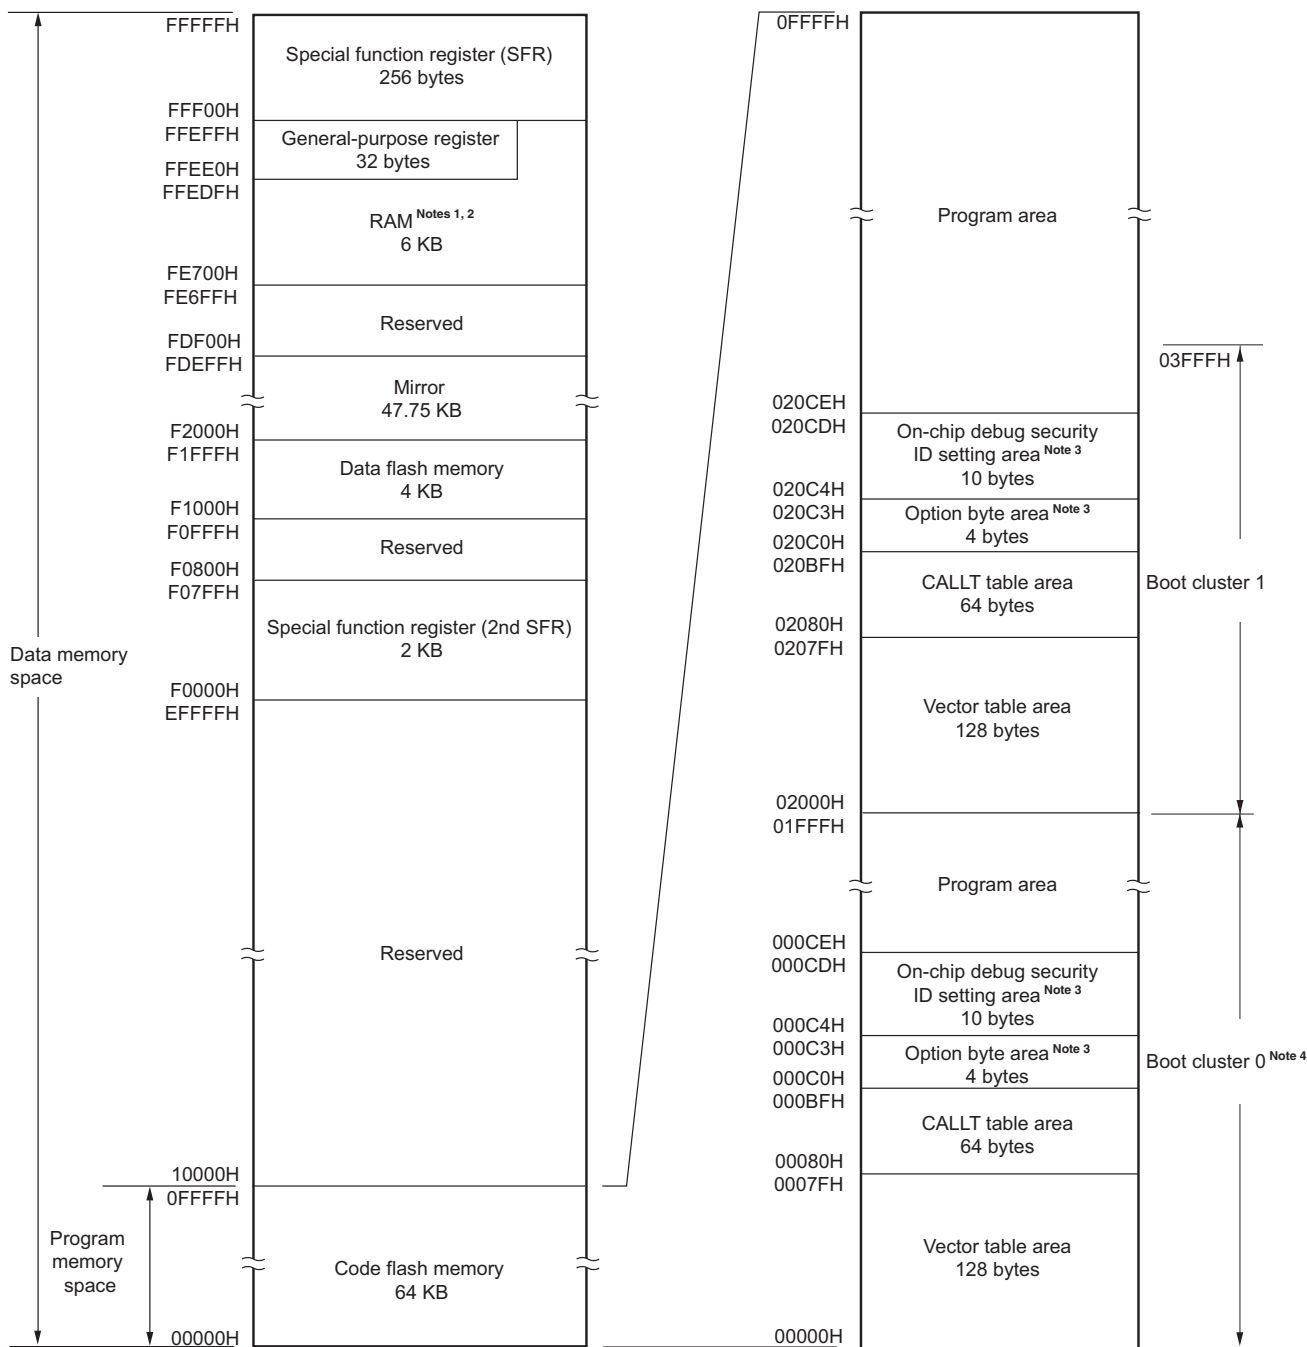 FFFFFH
Special function register (SFR)
256 bytes
FFF00H
FFEFFH
General-purpose register
32 bytes
FFEE0H
FFEDFH
RAM Notes 1, 2
6 KB
FE700H
FE6FFH
Reserved
FDF00H
FDEFFH
Mirror
47.75 KB
F2000H
F1FFFH
Data flash memory
4 KB
F1000H
F0FFFH
Reserved
F0800H
F07FFH
Special function register (2nd SFR)
2 KB
Data memory
space
F0000H
EFFFFH
Reserved
10000H
0FFFFH
Program
memory
space
Code flash memory
64 KB
00000H
0FFFFH
Program area
03FFFH
020CEH
020CDH
On-chip debug security
ID setting area Note 3
10 bytes
020C4H
020C3H
Option byte area Note 3
4 bytes
020C0H
020BFH
CALLT table area
64 bytes
Boot cluster 1
02080H
0207FH
Vector table area
128 bytes
02000H
01FFFH
Program area
000CEH
000CDH
On-chip debug security
ID setting area Note 3
10 bytes
000C4H
000C3H
Option byte area Note 3
4 bytes
Boot cluster 0 Note 4
000C0H
000BFH
CALLT table area
64 bytes
00080H
0007FH
Vector table area
128 bytes
00000H